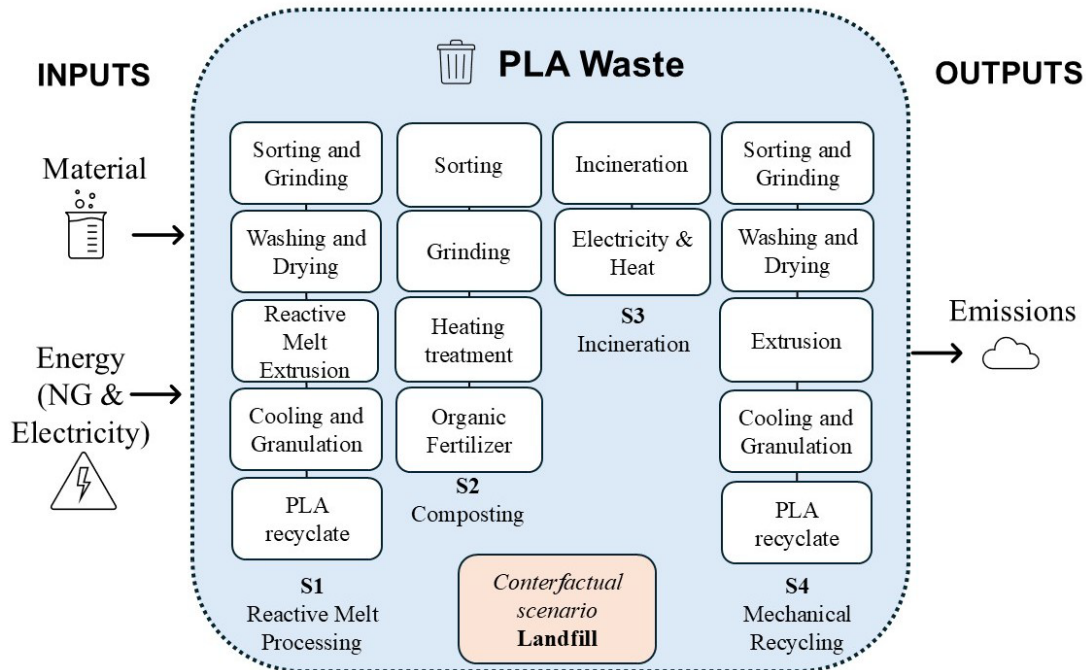 PLA Waste
INPUTS
OUTPUTS
Material
Energy
(NG &
Electricity)
Sorting and
Grinding
Washing and
Drying
Reactive
Melt
Extrusion
Cooling and
Granulation
PLA
recyclate
S1
Reactive Melt
Processing
Sorting
Grinding
Heating
treatment
Organic
Fertilizer
S2
Composting
Incineration
Electricity &
Heat
S3
Incineration
Sorting and
Grinding
Washing and
Drying
Extrusion
Cooling and
Granulation
PLA
recyclate
S4
Mechanical
Recycling
Conterfactual
scenario
Landfill
Emissions